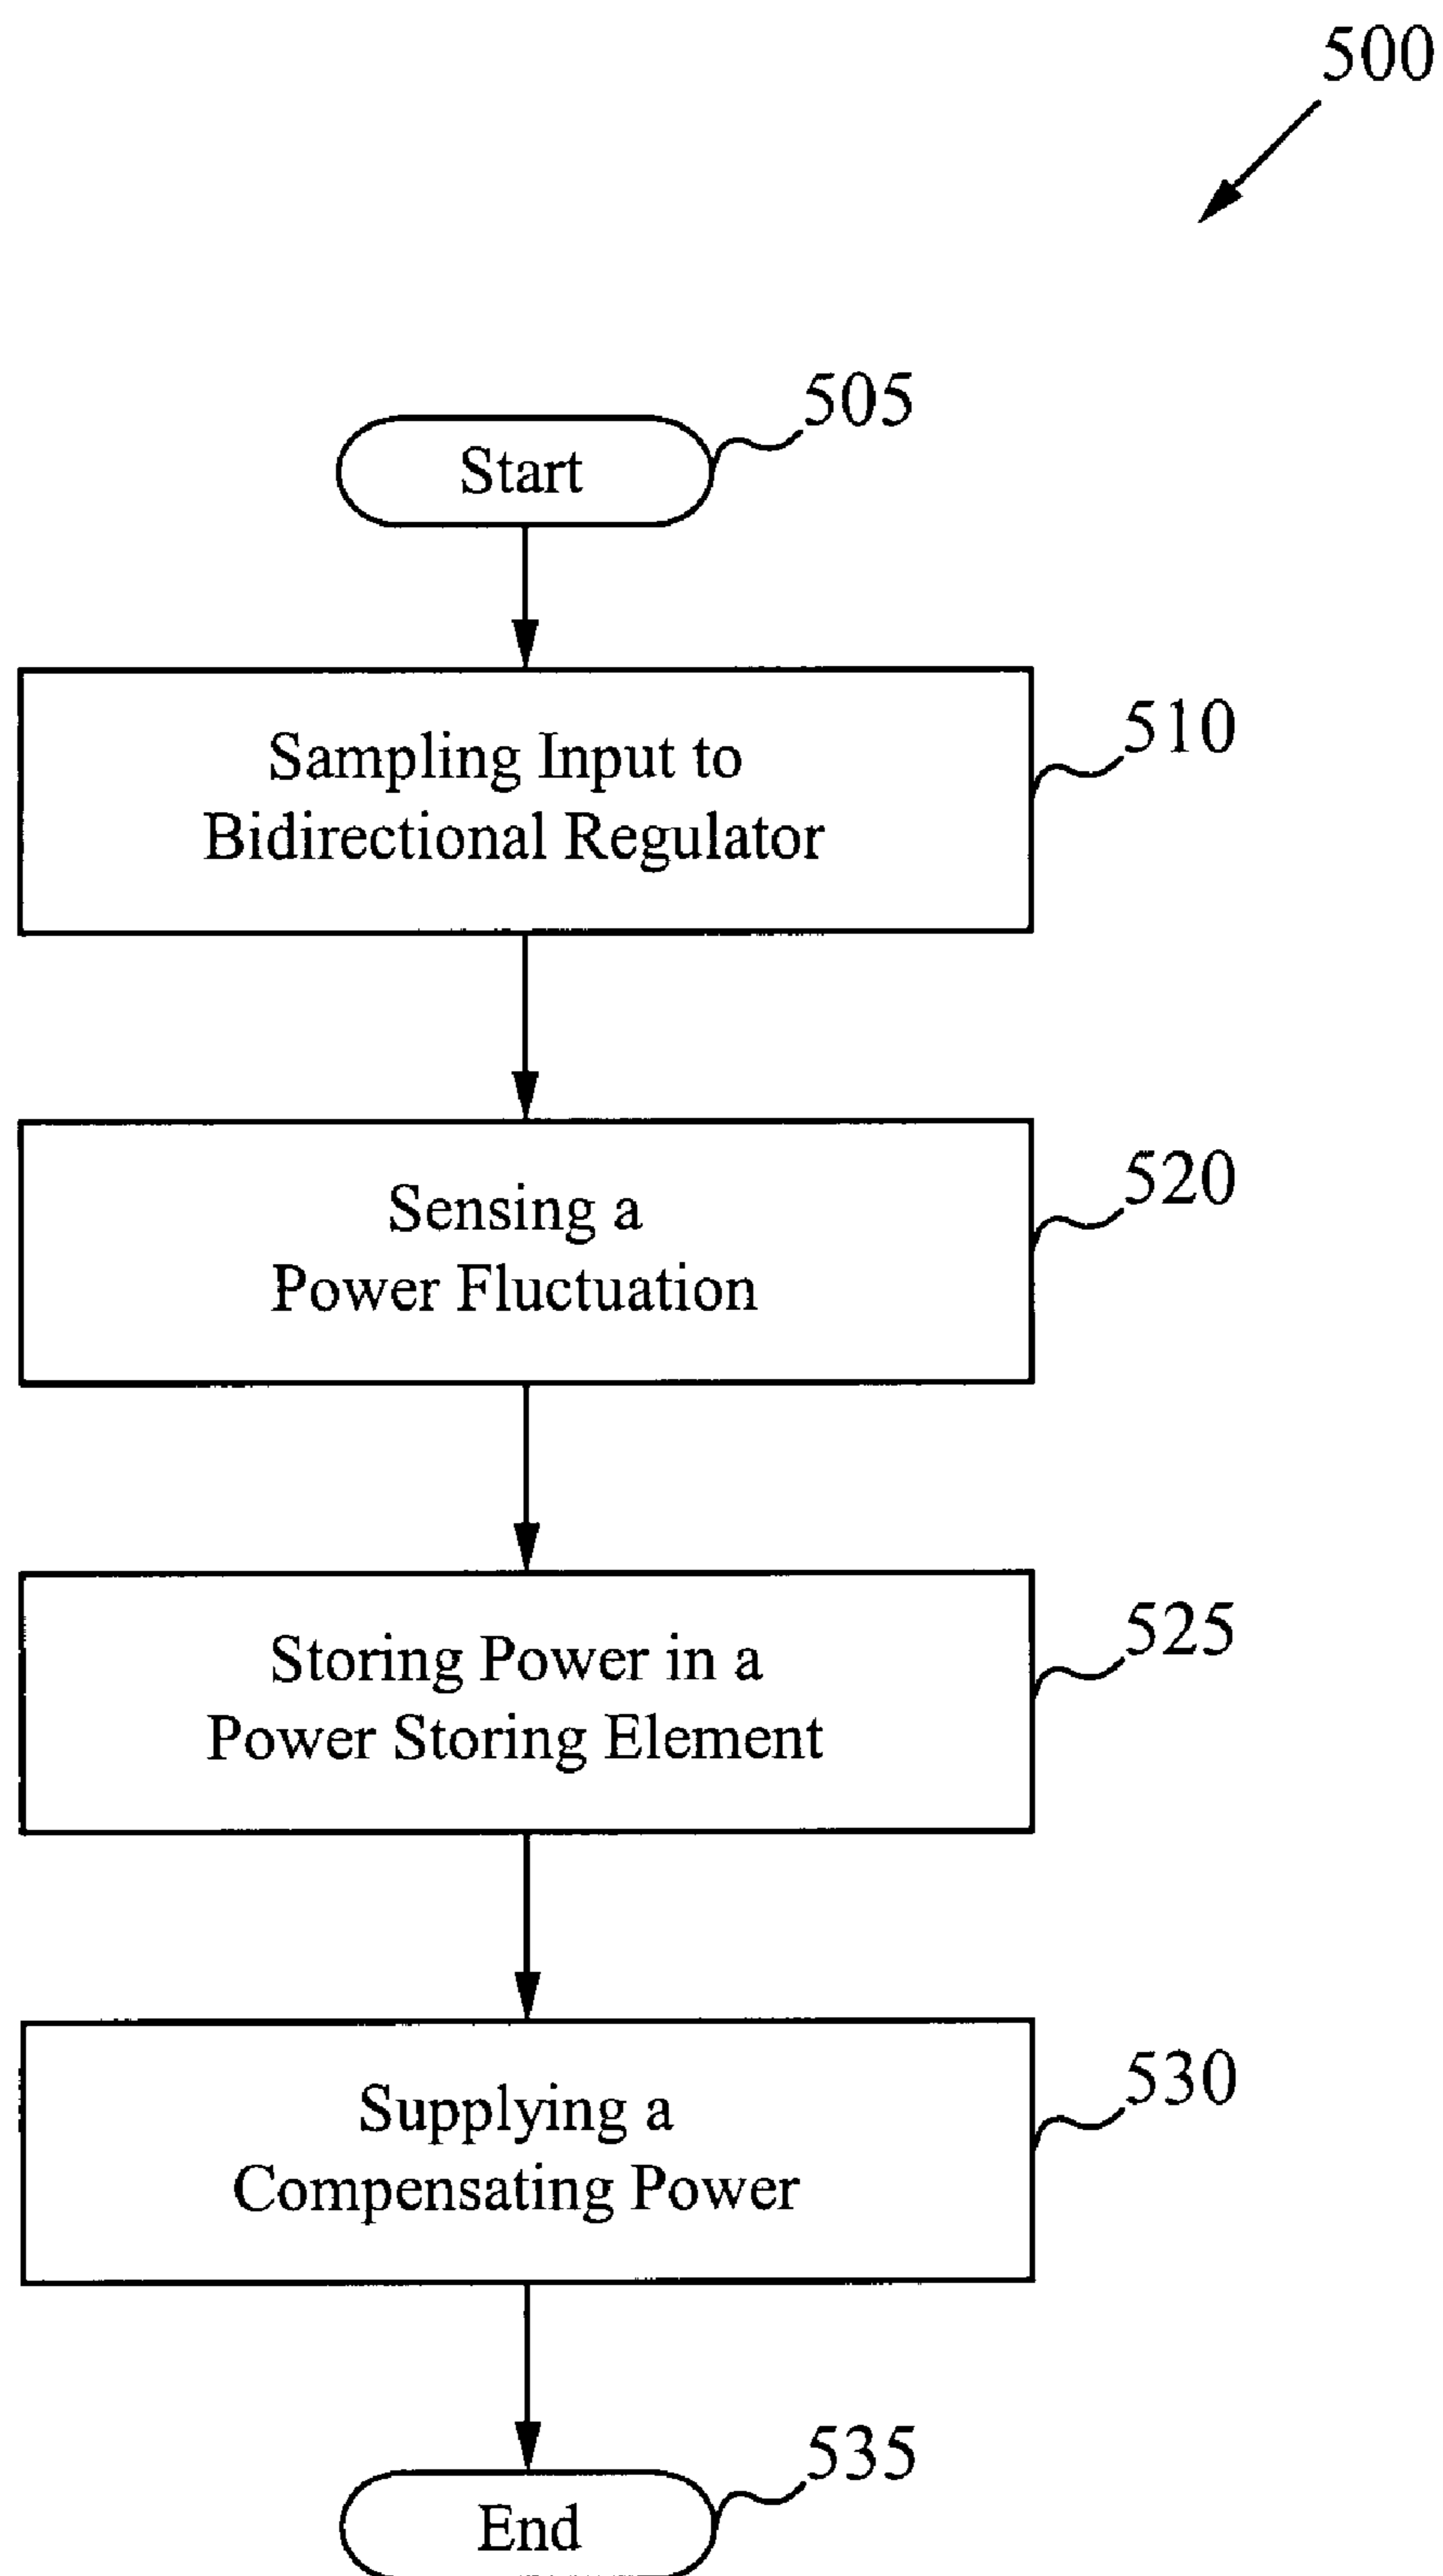 500
505
Start
510
Sampling Input to
Bidirectional Regulator
520
Sensing a
Power Fluctuation
525
Storing Power in a
Power Storing Element
530
Supplying a
Compensating Power
535
End